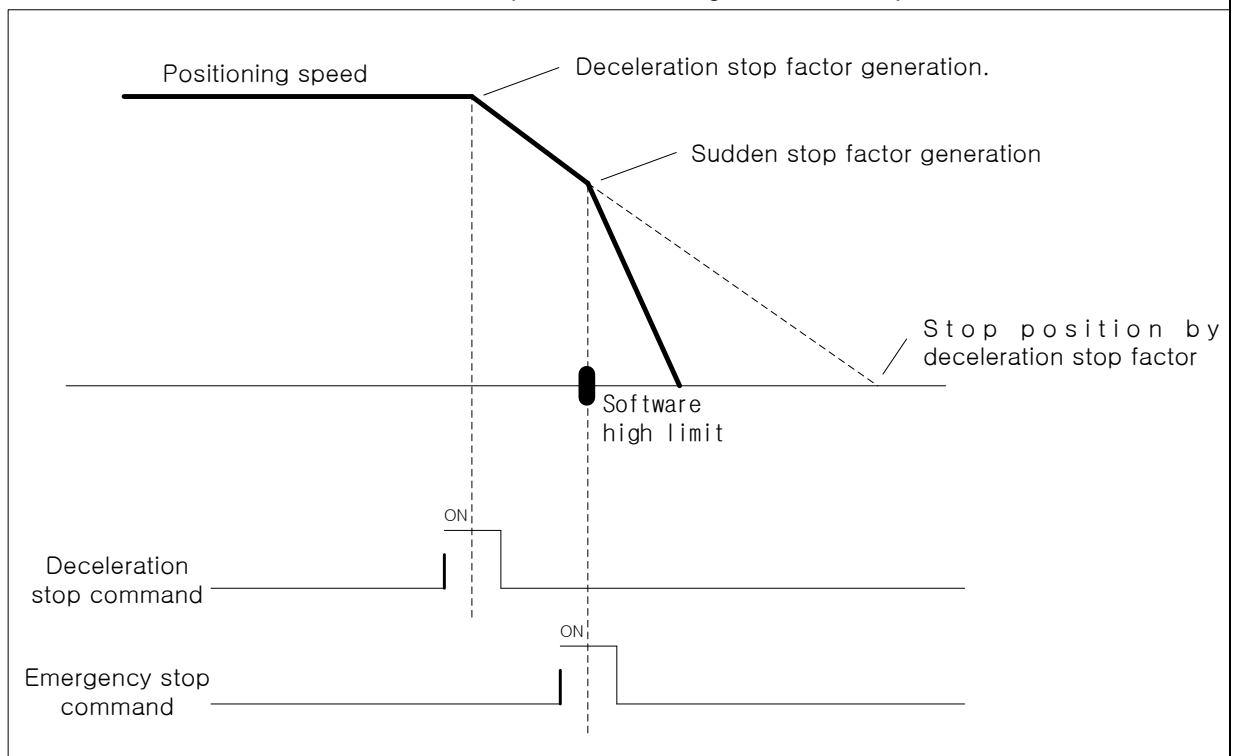 Positioning speed
Deceleration stop factor generation.
Sudden stop factor generation
Stop position by
deceleration stop factor
Software
high limit
ON
Deceleration
stop command
ON
Emergency stop
command